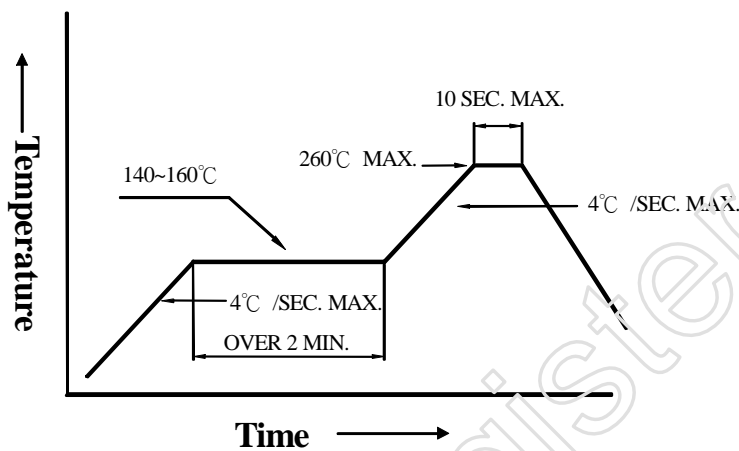 10 SEC. MAX.
260℃ MAX.
140~160℃
4℃ /SEC. MAX.
4℃ /SEC. MAX.
OVER 2 MIN.
Temperature
Time